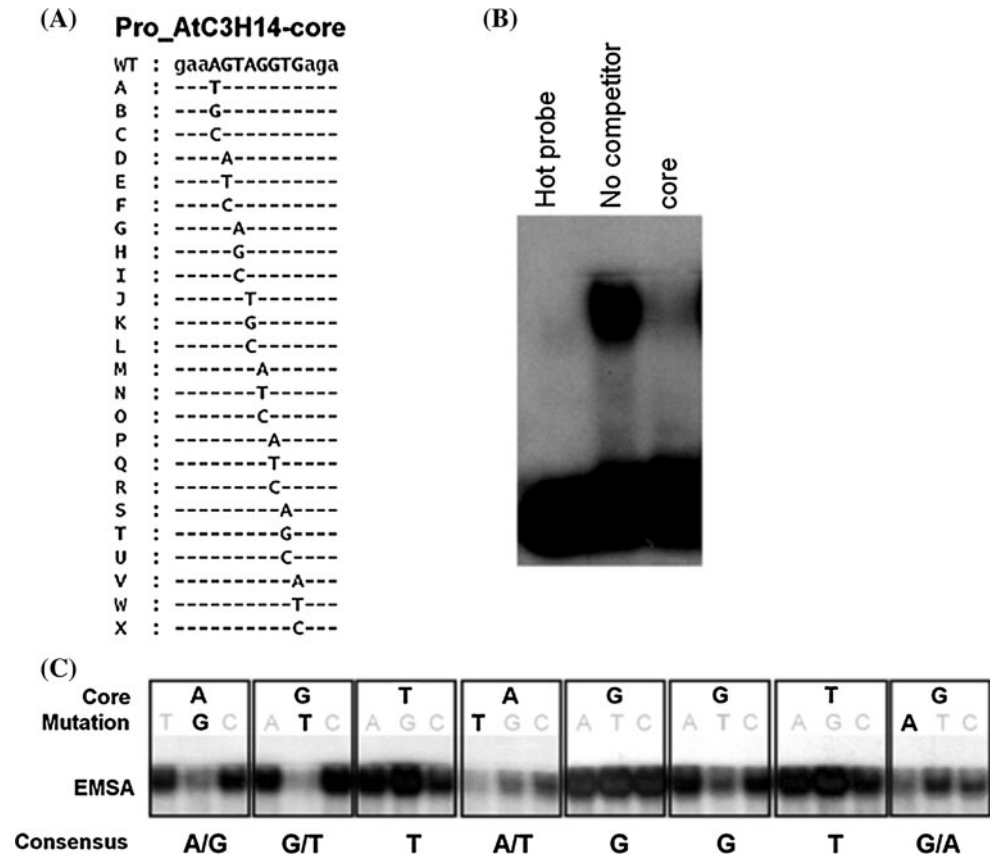 (A)
Pro_AtC3H14-core
WT : gaaAGTAGGTGaga
A : ---T----------
B : ---G----------
C : ---C----------
D : ----A---------
E : ----T---------
F : ----C---------
G : -----A--------
H : -----G--------
I : -----C--------
J : ------T-------
K : ------G-------
L : ------C-------
M : -------A------
N : -------T------
O : -------C------
P : --------A-----
Q : --------T-----
R : --------C-----
S : ---------A----
T : ---------G----
U : ---------C----
V : ----------A---
W : ----------T---
X : ----------C---
(B)
Hot probe
No competitor
core
(C)
Core A G T A G G T G
Mutation T G C A T C A G C T G C A T C A T C A G C A T C
EMSA
Consensus A/G G/T T A/T G G T G/A